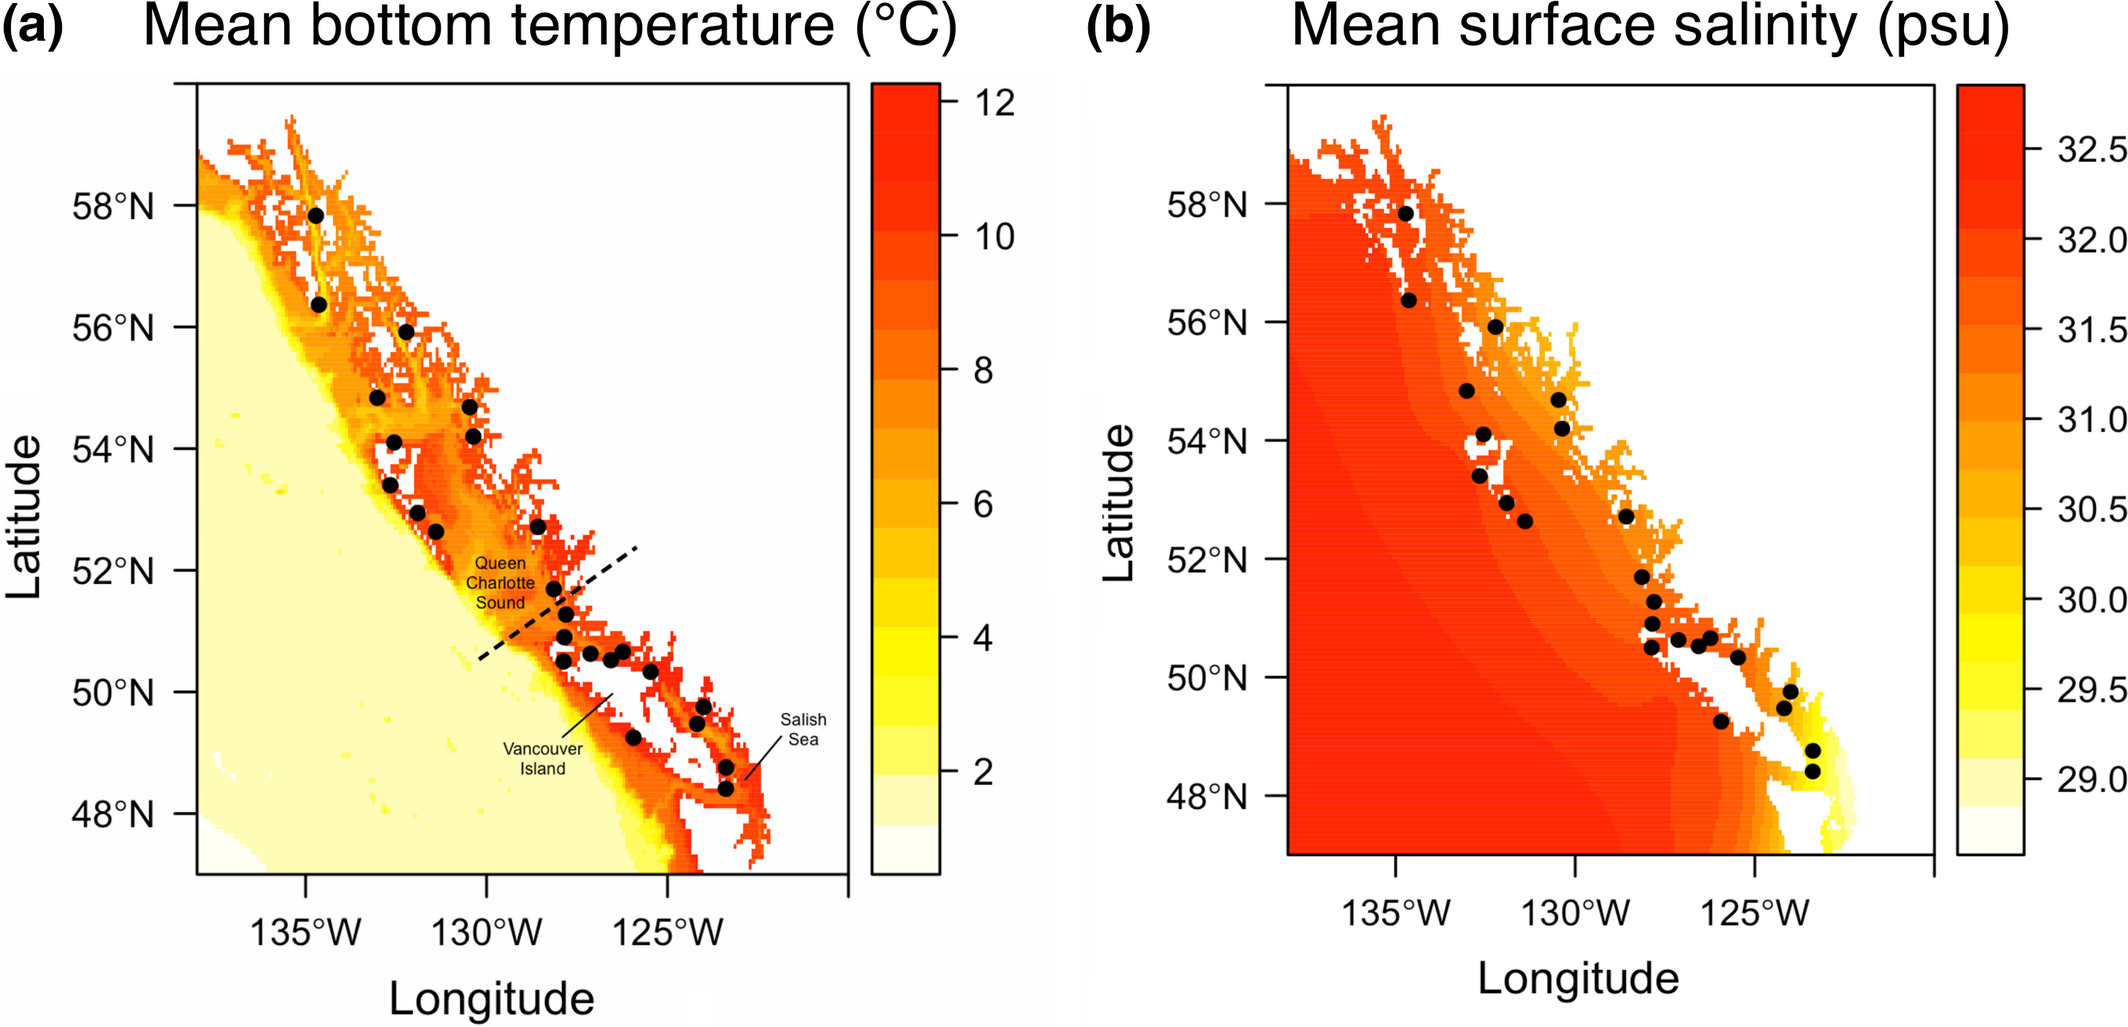 (a) Mean bottom temperature (°C)
58°N
56°N
54°N
52°N
50°N
48°N
Latitude
135°W 130°W 125°W
Longitude
Queen
Charlotte
Sound
Vancouver
Island
Salish
Sea
12
10
8
6
4
2
(b) Mean surface salinity (psu)
58°N
56°N
54°N
52°N
50°N
48°N
Latitude
135°W 130°W 125°W
Longitude
32.5
32.0
31.5
31.0
30.5
30.0
29.5
29.0